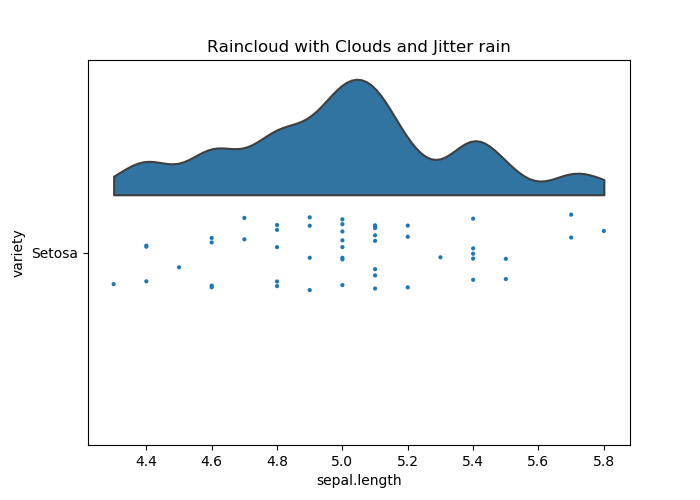 Raincloud with Clouds and Jitter rain
variety
Setosa
4.4 4.6 4.8 5.0 5.2 5.4 5.6 5.8
sepal.length